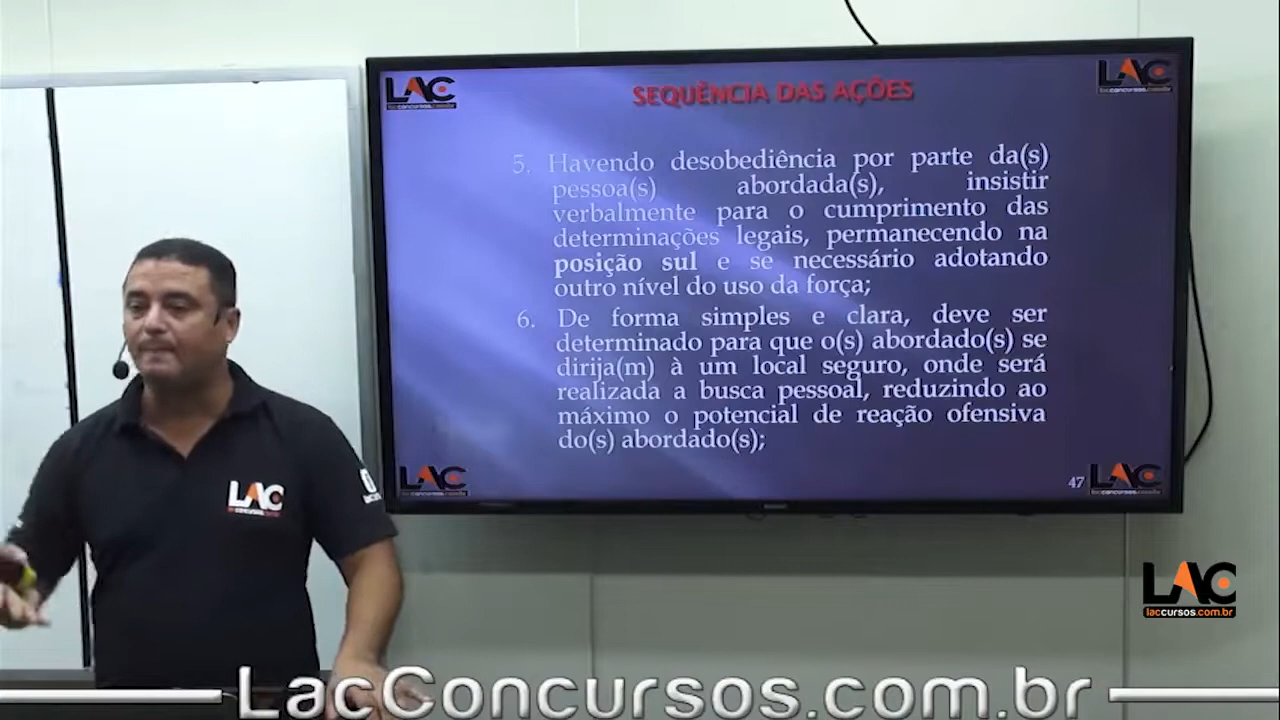 LAC
lacconcursos.com.br
LAC
SEQUÊNCIA DAS AÇÕES
5. Havendo desobediência por parte da(s)
pessoa(s) abordada(s), insistir
verbalmente para o cumprimento das
determinações legais, permanecendo na
posição sul e se necessário adotando
outro nível do uso da força;
6. De forma simples e clara, deve ser
determinado para que o(s) abordado(s) se
dirija(m) à um local seguro, onde será
realizada a busca pessoal, reduzindo ao
máximo o potencial de reação ofensiva
do(s) abordado(s);
LAC
47
LAC
LAC
LAC
laccursos.com.br
LacConcursos.com.br